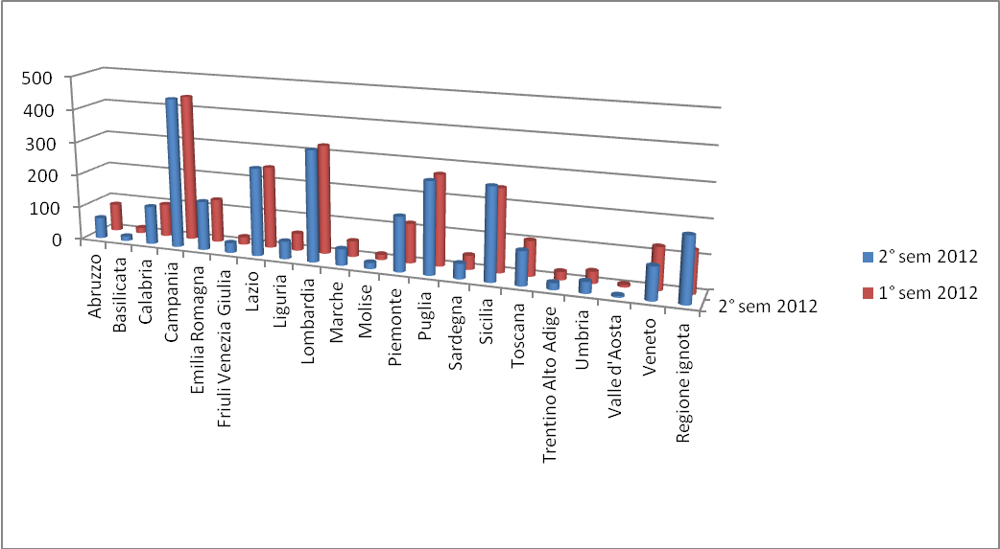 500
400
300
200
100
0
Abruzzo
Basilicata
Calabria
Campania
Emilia Romagna
Friuli Venezia Giulia
Lazio
Liguria
Lombardia
Marche
Molise
Piemonte
Puglia
Sardegna
Sicilia
Toscana
Trentino Alto Adige
Umbria
Valle d'Aosta
Veneto
Regione ignota
2° sem 2012
2° sem 2012
1° sem 2012